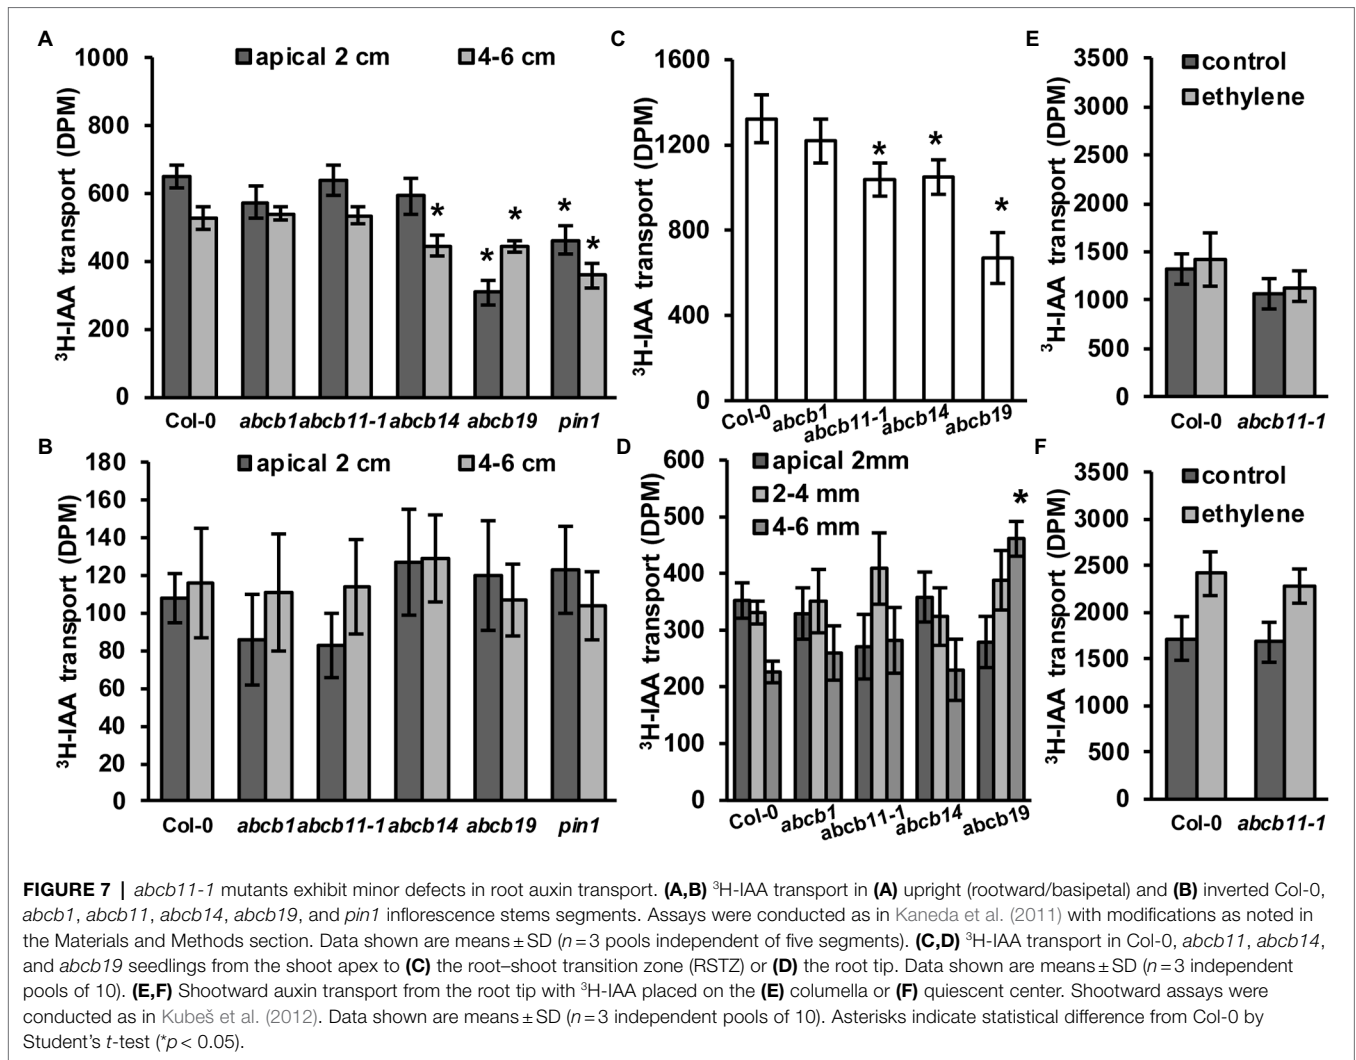 A
1000
800
600
400
200
0
³H-IAA transport (DPM)
apical 2 cm
4-6 cm
* * * * *
Col-0 abcb1 abcb11-1 abcb14 abcb19 pin1
B
180
160
140
120
100
80
60
40
20
0
³H-IAA transport (DPM)
apical 2 cm
4-6 cm
Col-0 abcb1 abcb11-1 abcb14 abcb19 pin1
C
1600
1200
800
400
0
³H-IAA transport (DPM)
* * *
Col-0 abcb1 abcb11-1 abcb14 abcb19
D
600
500
400
300
200
100
0
³H-IAA transport (DPM)
apical 2mm
2-4 mm
4-6 mm
*
Col-0 abcb1 abcb11-1 abcb14 abcb19
E
3500
3000
2500
2000
1500
1000
500
0
³H-IAA transport (DPM)
control
ethylene
Col-0 abcb11-1
F
3500
3000
2500
2000
1500
1000
500
0
³H-IAA transport (DPM)
control
ethylene
Col-0 abcb11-1
FIGURE 7 | abcb11-1 mutants exhibit minor defects in root auxin transport. (A,B) ³H-IAA transport in (A) upright (rootward/basipetal) and (B) inverted Col-0,
abcb1, abcb11, abcb14, abcb19, and pin1 inflorescence stems segments. Assays were conducted as in Kaneda et al. (2011) with modifications as noted in
the Materials and Methods section. Data shown are means ± SD (n = 3 pools independent of five segments). (C,D) ³H-IAA transport in Col-0, abcb11, abcb14,
and abcb19 seedlings from the shoot apex to (C) the root–shoot transition zone (RSTZ) or (D) the root tip. Data shown are means ± SD (n = 3 independent
pools of 10). (E,F) Shootward auxin transport from the root tip with ³H-IAA placed on the (E) columella or (F) quiescent center. Shootward assays were
conducted as in Kubeš et al. (2012). Data shown are means ± SD (n = 3 independent pools of 10). Asterisks indicate statistical difference from Col-0 by
Student's t-test (*p < 0.05).